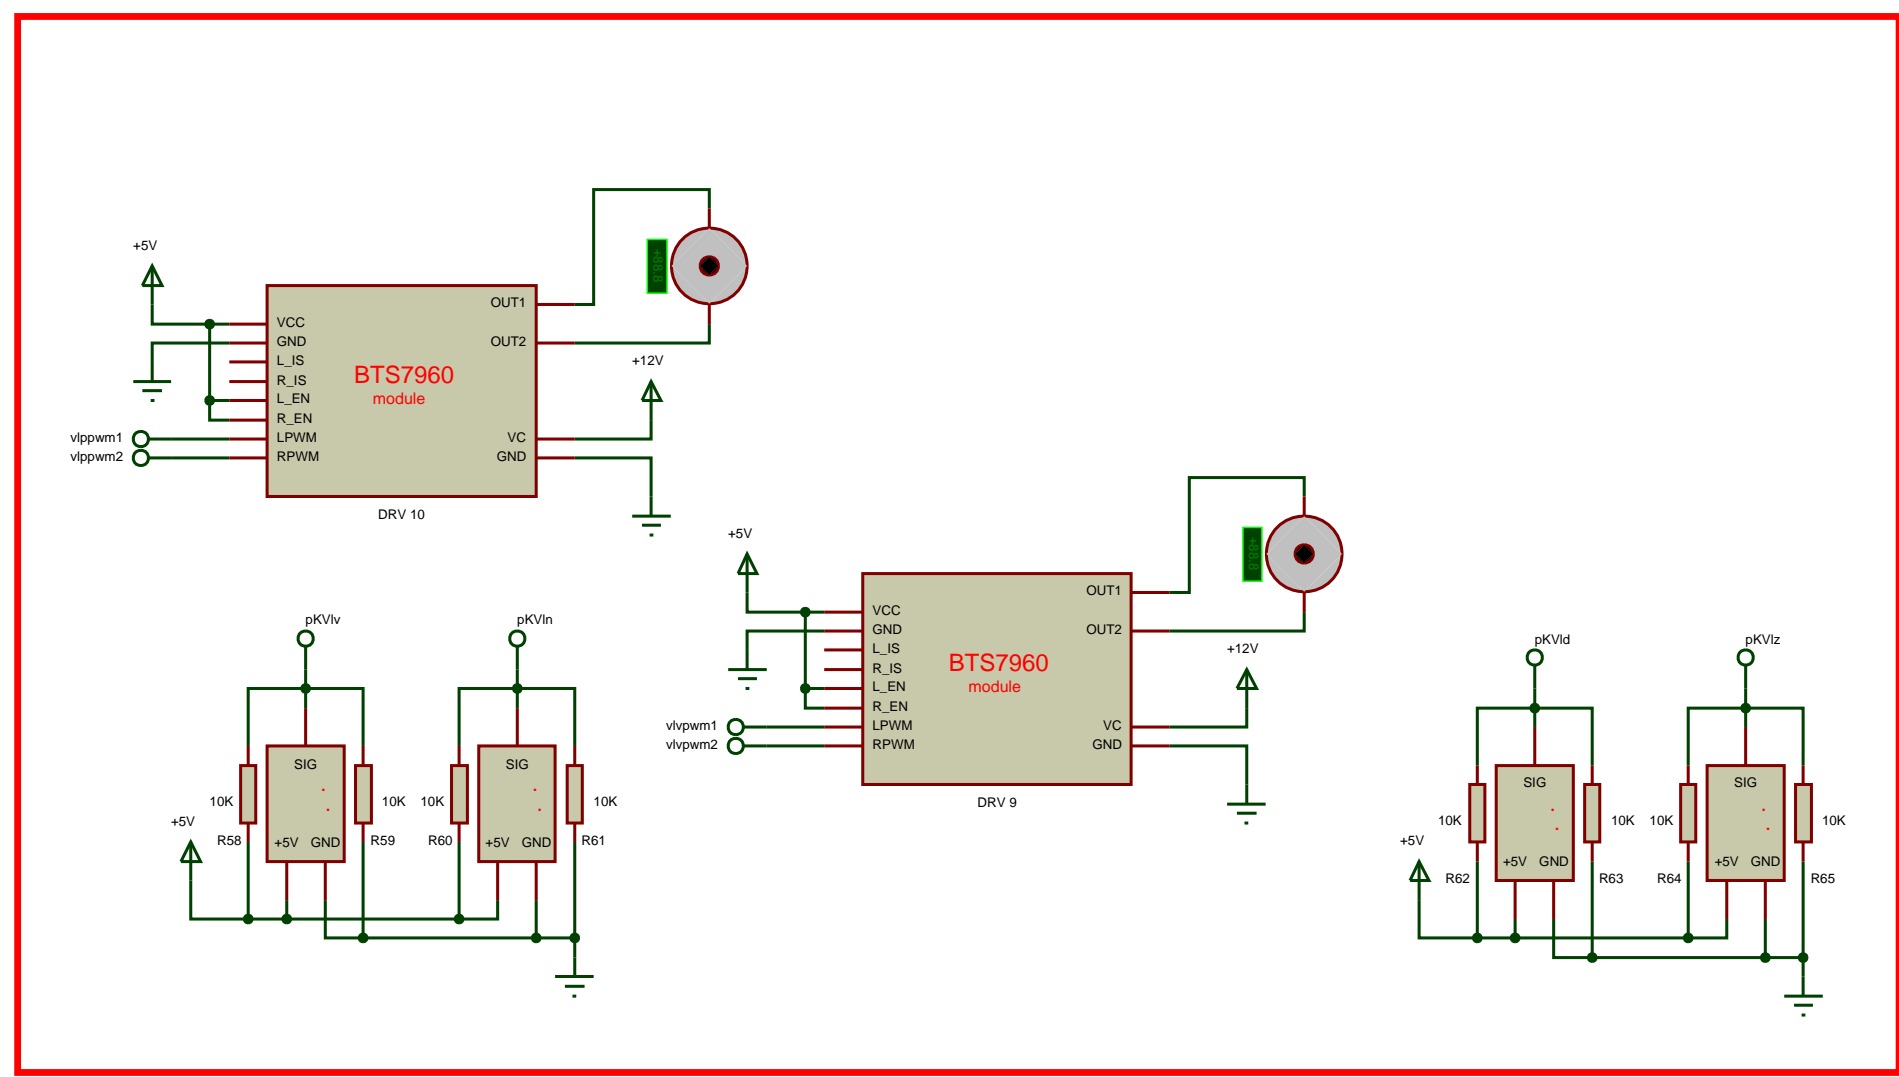 +5V
VCC
GND
L_IS
R_IS
L_EN
R_EN
LPWM
RPWM
OUT1
OUT2
VC
GND
BTS7960
module
vlppwm1
vlppwm2
+12V
DRV 10
+5V
VCC
GND
L_IS
R_IS
L_EN
R_EN
LPWM
RPWM
OUT1
OUT2
VC
GND
BTS7960
module
+88.8
vlvpwm1
vlvpwm2
+12V
DRV 9
pKVlv
pKVln
SIG
SIG
10K
10K
10K
10K
+5V
R58
+5V
GND
R59
R60
+5V
GND
R61
pKVld
pKVlz
SIG
SIG
10K
10K
10K
10K
+5V
+5V
GND
+5V
GND
R62
R63
R64
R65